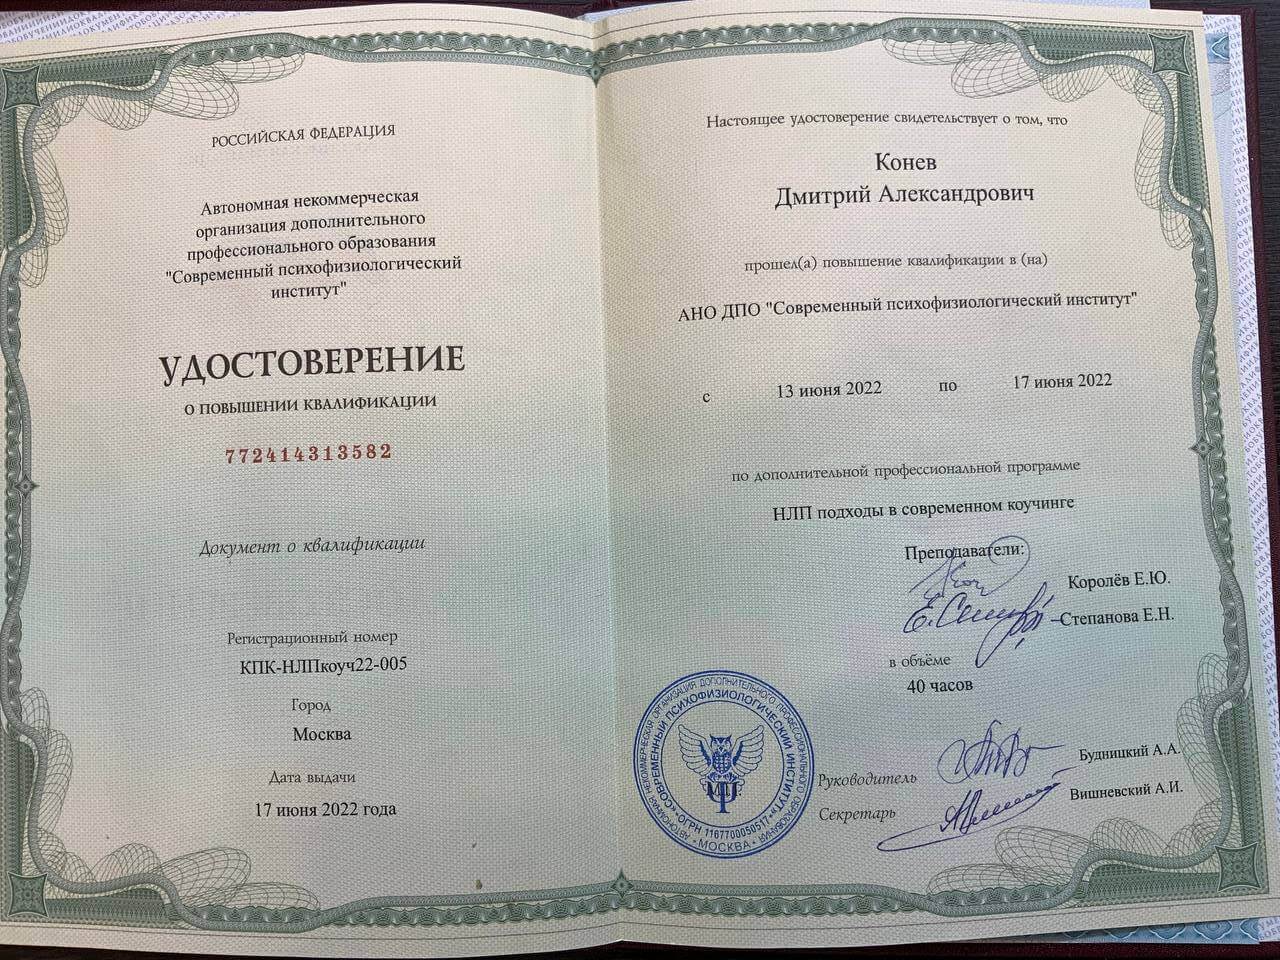 РОССИЙСКАЯ ФЕДЕРАЦИЯ
Автономная некоммерческая
организация дополнительного
профессионального образования
"Современный психофизиологический
институт"
УДОСТОВЕРЕНИЕ
О ПОВЫШЕНИИ КВАЛИФИКАЦИИ
772414313582
Документ о квалификации
Регистрационный номер
КПК-НЛПкоуч22-005
Город
Москва
Дата выдачи
17 июня 2022 года
Настоящее удостоверение свидетельствует о том, что
Конев
Дмитрий Александрович
прошел(а) повышение квалификации в (на)
АНО ДПО "Современный психофизиологический институт"
с 13 июня 2022 по 17 июня 2022
по дополнительной профессиональной программе
НЛП подходы в современном коучинге
Преподаватели:
Королёв Е.Ю.
Степанова Е.Н.
в объёме
40 часов
Руководитель Будницкий А.А.
Секретарь Вишневский А.И.
М.П.
АВТОНОМНАЯ НЕКОММЕРЧЕСКАЯ ОРГАНИЗАЦИЯ ДОПОЛНИТЕЛЬНОГО ПРОФЕССИОНАЛЬНОГО ОБРАЗОВАНИЯ
«СОВРЕМЕННЫЙ ПСИХОФИЗИОЛОГИЧЕСКИЙ ИНСТИТУТ»
ОГРН 1167700050517
МОСКВА